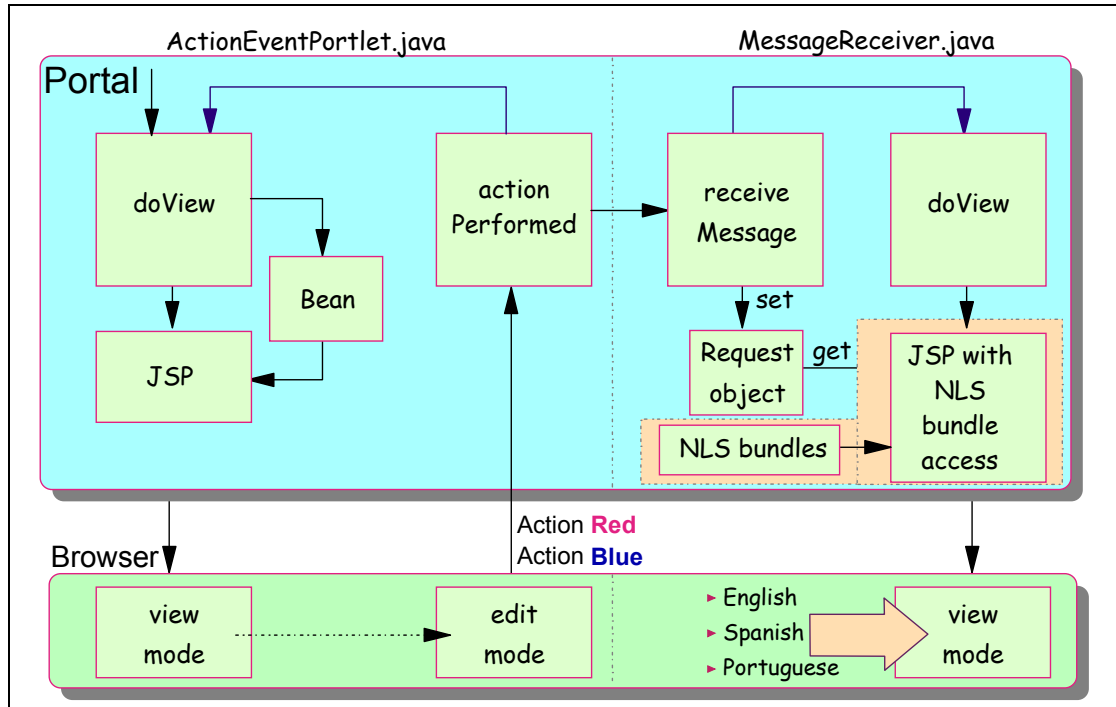 ActionEventPortlet.java
MessageReceiver.java
Portal
doView
action
Performed
receive
Message
doView
Bean
JSP
set
Request
object
get
JSP with
NLS
bundle
access
NLS bundles
Action Red
Action Blue
Browser
view
mode
edit
mode
English
Spanish
Portuguese
view
mode